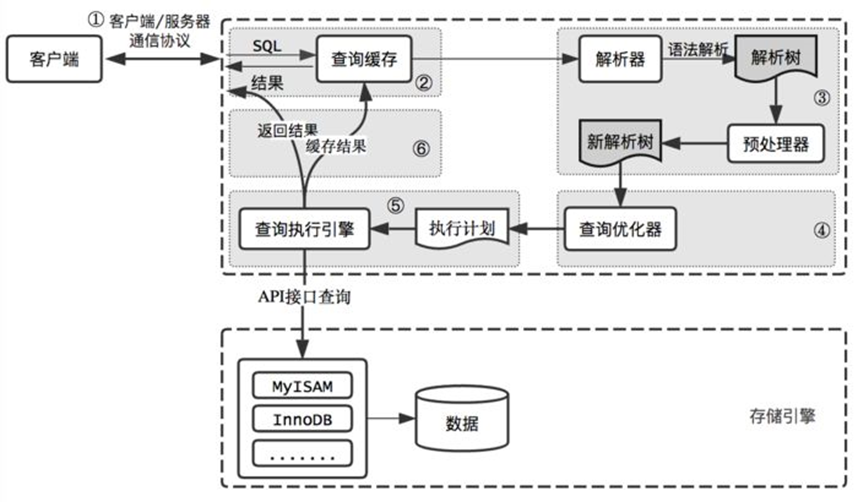 ① 客户端/服务器
通信协议
客户端
SQL
查询缓存
结果
②
解析器
语法解析
解析树
③
预处理器
新解析树
返回结果
缓存结果
⑥
查询执行引擎
⑤
执行计划
查询优化器
④
API接口查询
MyISAM
InnoDB
.......
数据
存储引擎